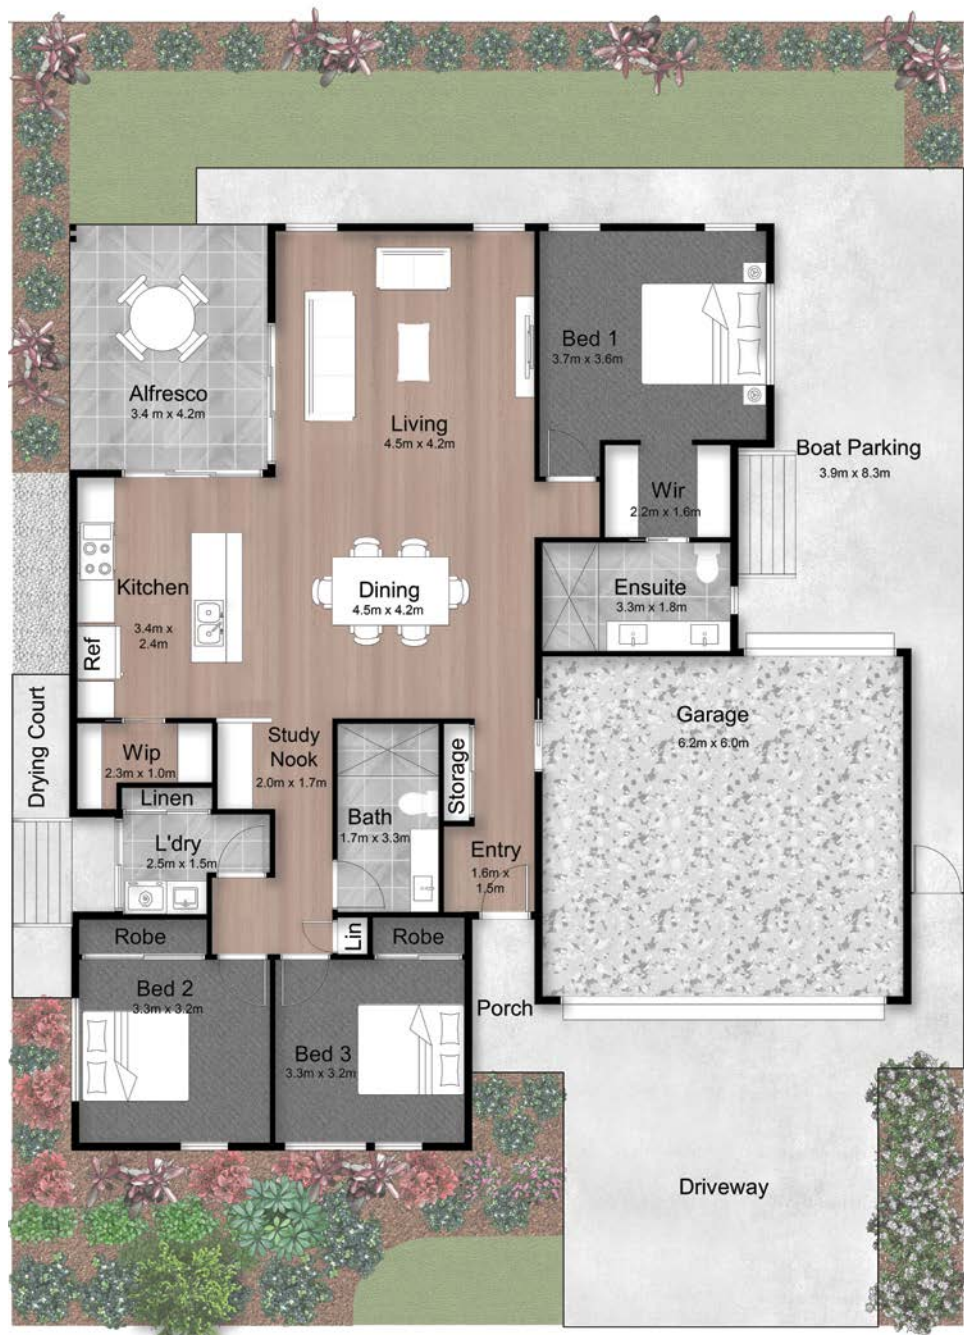 Alfresco
3.4 m x 4.2m
Living
4.5m x 4.2m
Bed 1
3.7m x 3.6m
Boat Parking
3.9m x 8.3m
Wir
2.2m x 1.6m
Kitchen
3.4m x
2.4m
Ref
Dining
4.5m x 4.2m
Ensuite
3.3m x 1.8m
Garage
6.2m x 6.0m
Drying Court
Wip
2.3m x 1.0m
Study
Nook
2.0m x 1.7m
Storage
Linen
L'dry
2.5m x 1.5m
Bath
1.7m x 3.3m
Entry
1.6m x
1.5m
Robe
Lin
Robe
Bed 2
3.3m x 3.2m
Bed 3
3.3m x 3.2m
Porch
Driveway